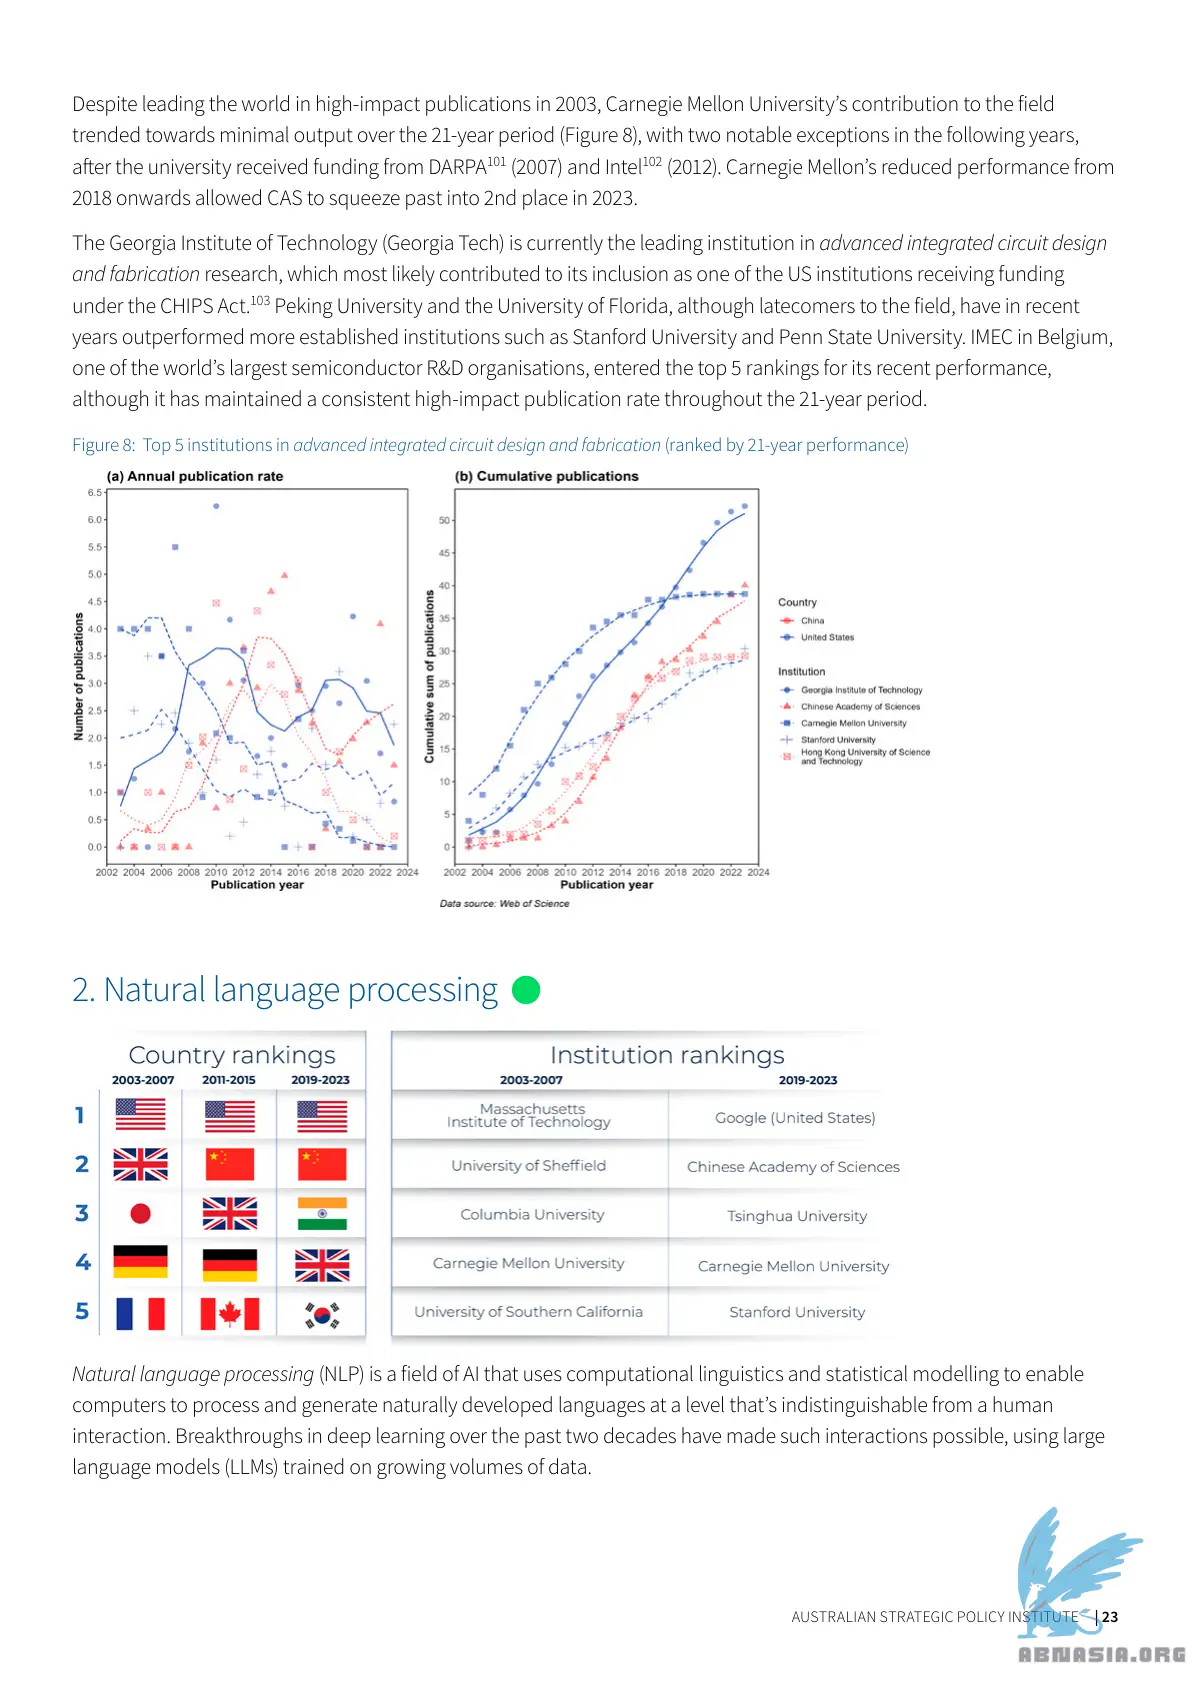 Despite leading the world in high-impact publications in 2003, Carnegie Mellon University’s contribution to the field
trended towards minimal output over the 21-year period (Figure 8), with two notable exceptions in the following years,
after the university received funding from DARPA101 (2007) and Intel102 (2012). Carnegie Mellon’s reduced performance from
2018 onwards allowed CAS to squeeze past into 2nd place in 2023.
The Georgia Institute of Technology (Georgia Tech) is currently the leading institution in advanced integrated circuit design
and fabrication research, which most likely contributed to its inclusion as one of the US institutions receiving funding
under the CHIPS Act.103 Peking University and the University of Florida, although latecomers to the field, have in recent
years outperformed more established institutions such as Stanford University and Penn State University. IMEC in Belgium,
one of the world’s largest semiconductor R&D organisations, entered the top 5 rankings for its recent performance,
although it has maintained a consistent high-impact publication rate throughout the 21-year period.
Figure 8: Top 5 institutions in advanced integrated circuit design and fabrication (ranked by 21-year performance)
(a) Annual publication rate
Number of publications
6.5
6.0
5.5
5.0
4.5
4.0
3.5
3.0
2.5
2.0
1.5
1.0
0.5
0.0
2002 2004 2006 2008 2010 2012 2014 2016 2018 2020 2022 2024
Publication year
(b) Cumulative publications
Cumulative sum of publications
50
45
40
35
30
25
20
15
10
5
0
2002 2004 2006 2008 2010 2012 2014 2016 2018 2020 2022 2024
Publication year
Data source: Web of Science
Country
China
United States
Institution
Georgia Institute of Technology
Chinese Academy of Sciences
Carnegie Mellon University
Stanford University
Hong Kong University of Science
and Technology
2. Natural language processing
Country rankings
2003-2007 2011-2015 2019-2023
1
2
3
4
5
Institution rankings
2003-2007 2019-2023
Massachusetts
Institute of Technology
Google (United States)
University of Sheffield
Chinese Academy of Sciences
Columbia University
Tsinghua University
Carnegie Mellon University
Carnegie Mellon University
University of Southern California
Stanford University
Natural language processing (NLP) is a field of AI that uses computational linguistics and statistical modelling to enable
computers to process and generate naturally developed languages at a level that’s indistinguishable from a human
interaction. Breakthroughs in deep learning over the past two decades have made such interactions possible, using large
language models (LLMs) trained on growing volumes of data.
AUSTRALIAN STRATEGIC POLICY INSTITUTE | 23
ABNASIA.ORG